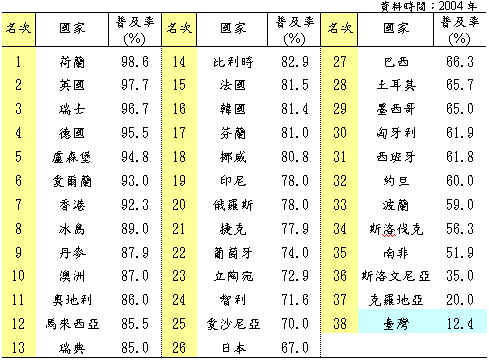 資料時間：2004 年
名次 國家 普及率(%) 名次 國家 普及率(%) 名次 國家 普及率(%)
1 荷蘭 98.6 14 比利時 82.9 27 巴西 66.3
2 英國 97.7 15 法國 81.5 28 土耳其 65.7
3 瑞士 96.7 16 韓國 81.4 29 墨西哥 65.0
4 德國 95.5 17 芬蘭 81.0 30 匈牙利 61.9
5 盧森堡 94.8 18 挪威 80.8 31 西班牙 61.8
6 愛爾蘭 93.0 19 印尼 78.0 32 約旦 60.0
7 香港 92.3 20 俄羅斯 78.0 33 波蘭 59.0
8 冰島 89.0 21 捷克 77.9 34 斯洛伐克 56.3
9 丹麥 87.9 22 葡萄牙 74.0 35 南非 51.9
10 澳洲 87.0 23 立陶宛 72.9 36 斯洛文尼亞 35.0
11 奧地利 86.0 24 智利 71.6 37 克羅地亞 20.0
12 馬來西亞 85.5 25 愛沙尼亞 70.0 38 臺灣 12.4
13 瑞典 85.0 26 日本 67.0